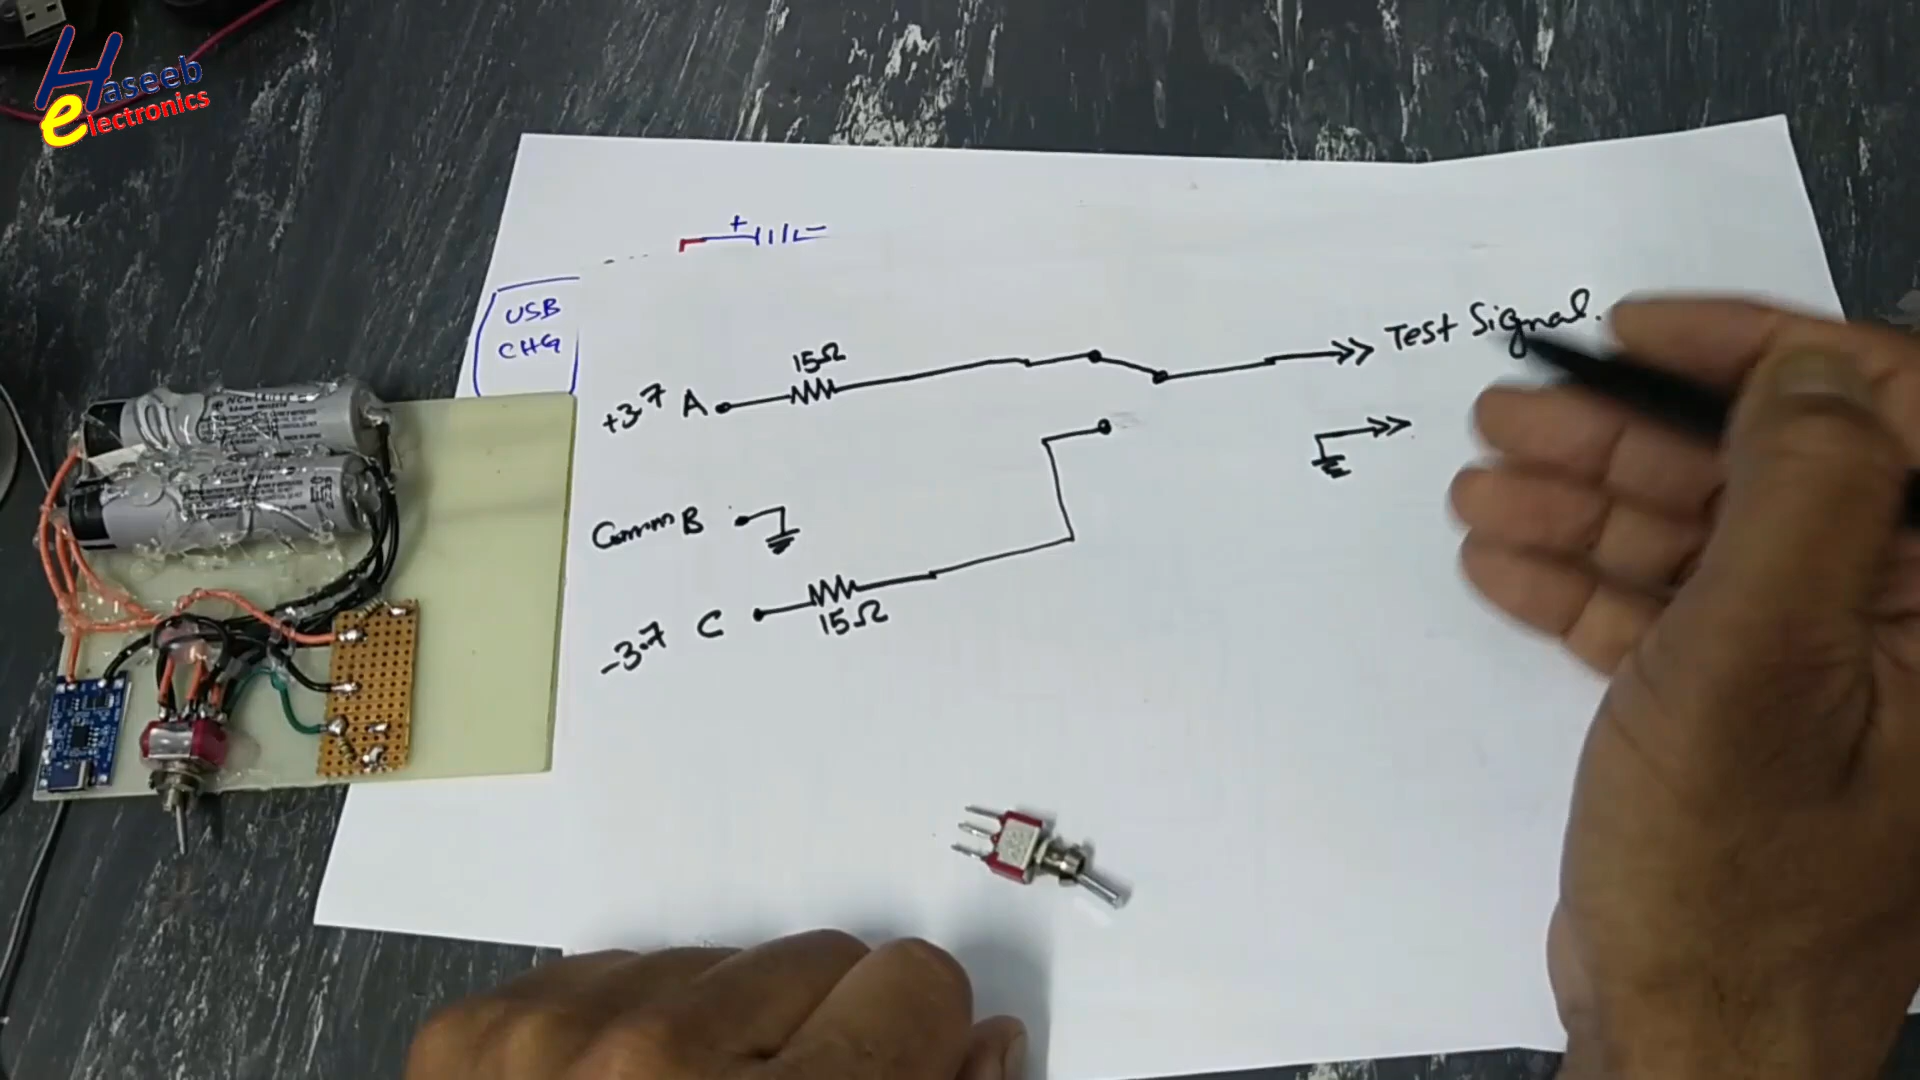 Haseeb
electronics
+ -
USB
CHG
15Ω
+3.7 A
Test Signal.
Comm B
-3.7 C
15Ω